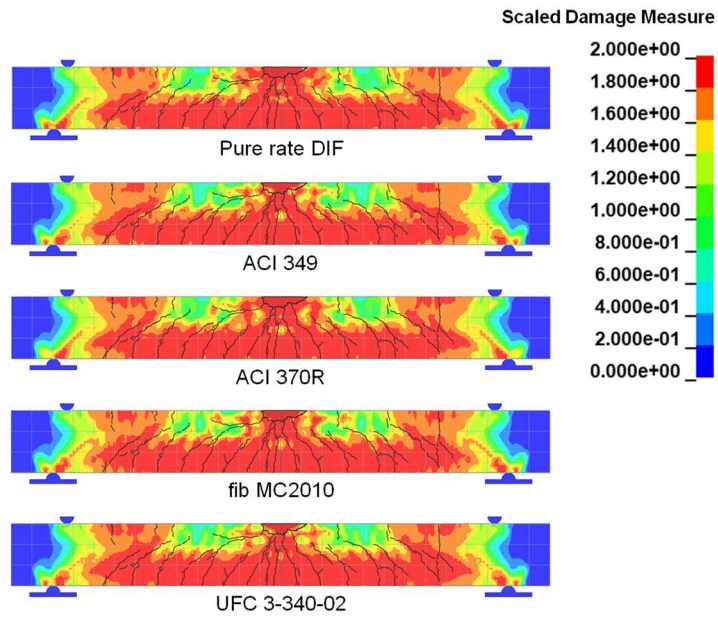 Scaled Damage Measure
2.000e+00
1.800e+00
1.600e+00
1.400e+00
1.200e+00
1.000e+00
8.000e-01
6.000e-01
4.000e-01
2.000e-01
0.000e+00
Pure rate DIF
ACI 349
ACI 370R
fib MC2010
UFC 3-340-02